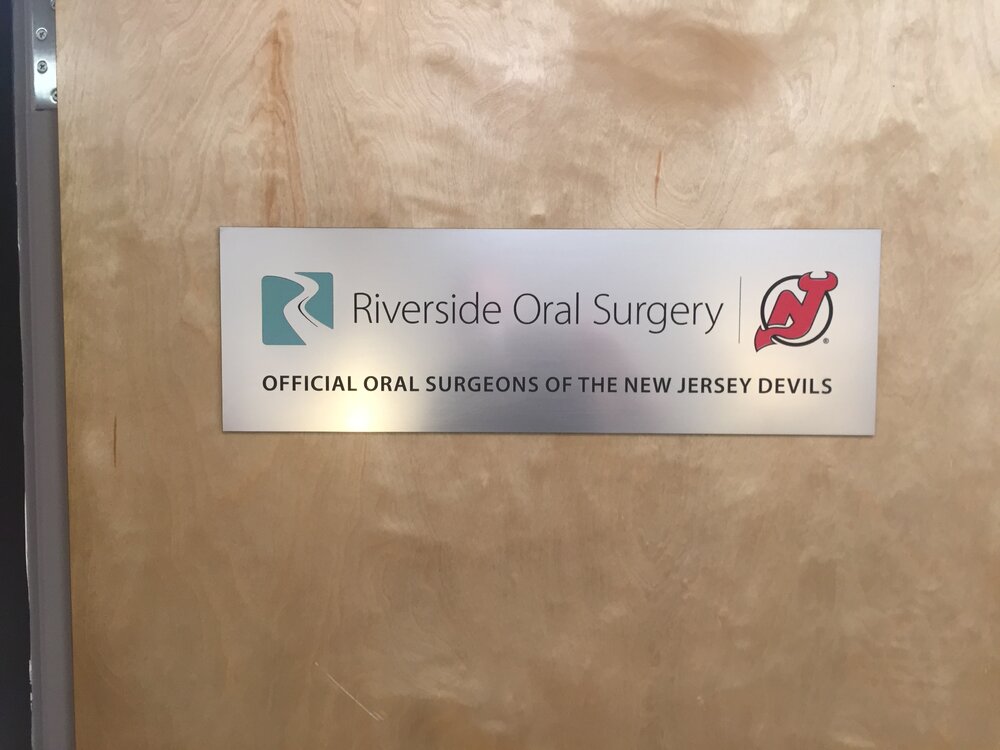 Riverside Oral Surgery
OFFICIAL ORAL SURGEONS OF THE NEW JERSEY DEVILS